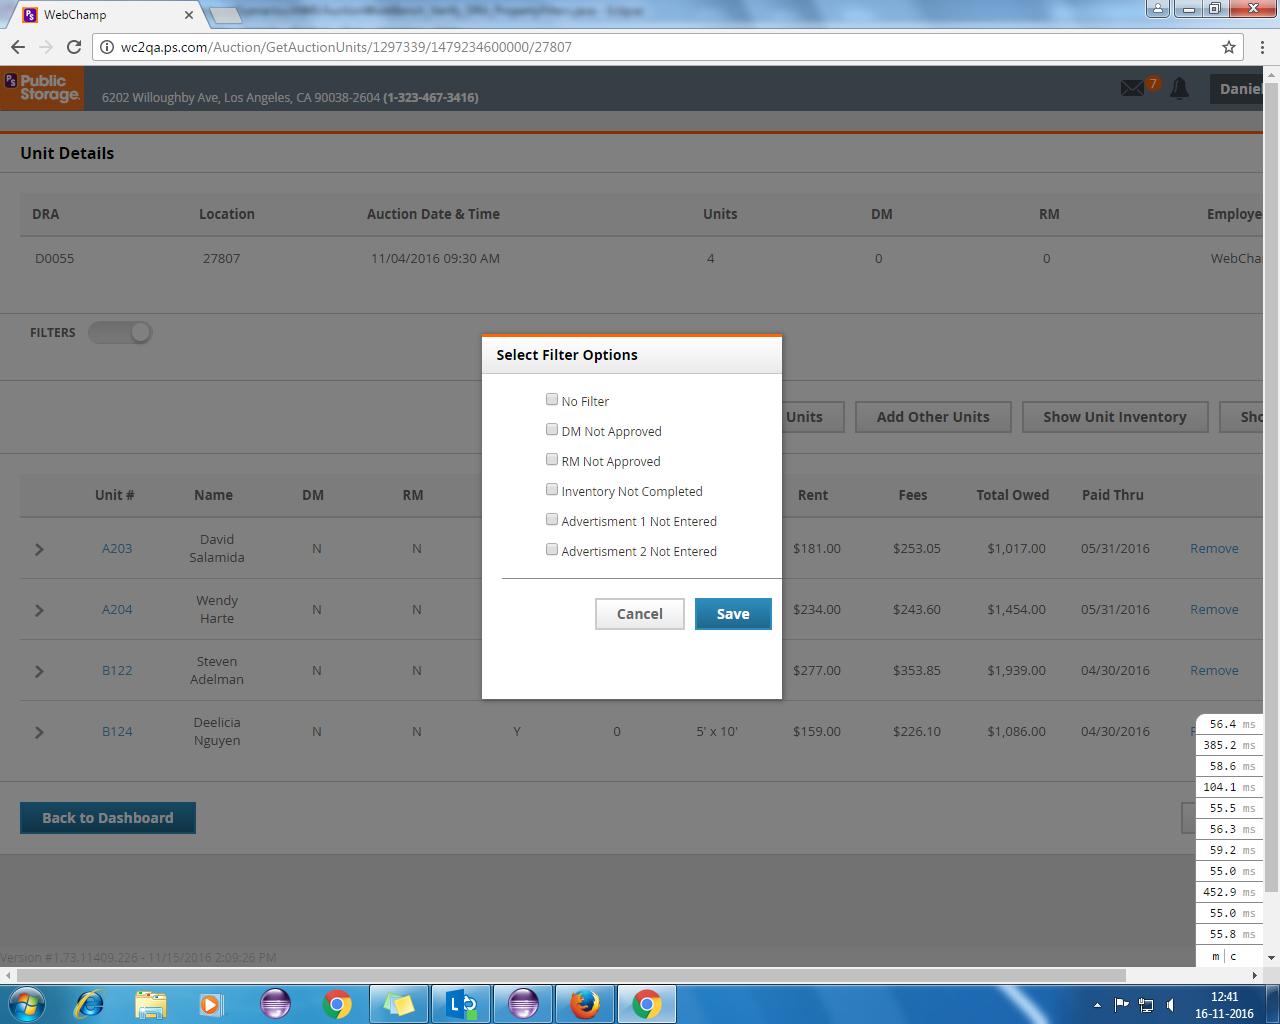 WebChamp
wc2qa.ps.com/Auction/GetAuctionUnits/1297339/1479234600000/27807
PS Public Storage.
6202 Willoughby Ave, Los Angeles, CA 90038-2604 (1-323-467-3416)
7
Daniel
Unit Details
DRA Location Auction Date & Time Units DM RM Employe
D0055 27807 11/04/2016 09:30 AM 4 0 0 WebCha
FILTERS
Select Filter Options
No Filter
DM Not Approved
RM Not Approved
Inventory Not Completed
Advertisment 1 Not Entered
Advertisment 2 Not Entered
Cancel Save
Units Add Other Units Show Unit Inventory Sho
Unit # Name DM RM Rent Fees Total Owed Paid Thru
A203 David Salamida N N $181.00 $253.05 $1,017.00 05/31/2016 Remove
A204 Wendy Harte N N $234.00 $243.60 $1,454.00 05/31/2016 Remove
B122 Steven Adelman N N $277.00 $353.85 $1,939.00 04/30/2016 Remove
B124 Deelicia Nguyen N N Y 0 5' x 10' $159.00 $226.10 $1,086.00 04/30/2016
56.4 ms
385.2 ms
58.6 ms
104.1 ms
55.5 ms
56.3 ms
59.2 ms
55.0 ms
452.9 ms
55.0 ms
55.8 ms
m | c
Back to Dashboard
Version #1.73.11409.226 - 11/15/2016 2:09:26 PM
12:41
16-11-2016